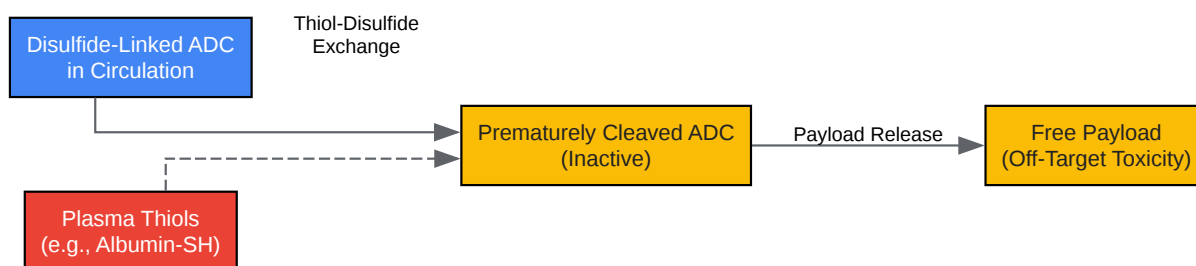 Thiol-Disulfide
Exchange
Disulfide-Linked ADC
in Circulation
Prematurely Cleaved ADC
(Inactive)
Payload Release
Free Payload
(Off-Target Toxicity)
Plasma Thiols
(e.g., Albumin-SH)